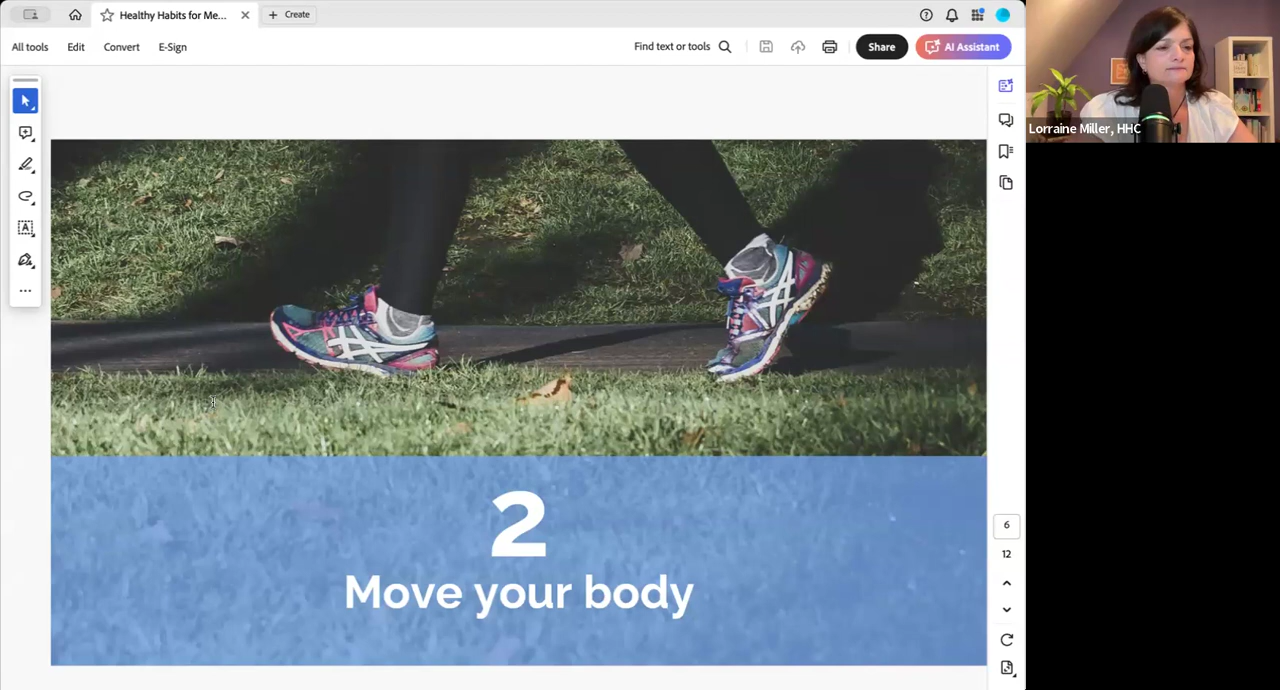 Healthy Habits for Me...
Create
All tools
Edit
Convert
E-Sign
Find text or tools
Share
AI Assistant
Lorraine Miller, HHC
2
Move your body
6
12